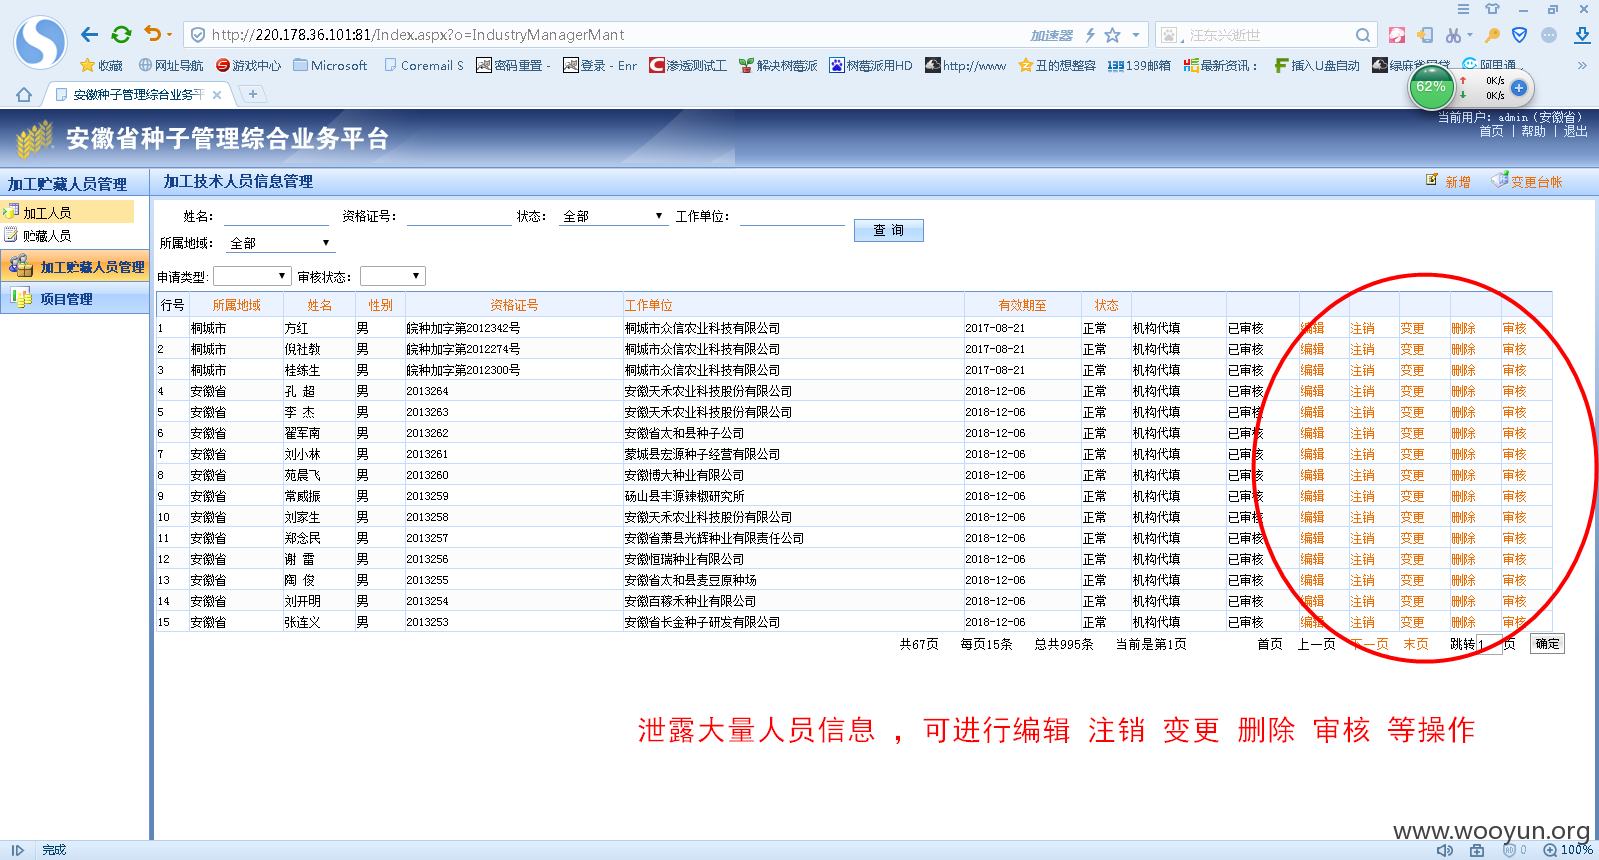 http://220.178.36.101:81/Index.aspx?o=IndustryManagerMant 加速器 汪东兴逝世
收藏 网址导航 游戏中心 Microsoft Coremail S 密码重置 - 登录 - Enr 渗透测试工 解决树莓派 树莓派用HD http://www 丑的想整容 139邮箱 最新资讯: 插入U盘自动
安徽种子管理综合业务平
62% 0K/s
0K/s
当前用户: admin (安徽省)
安徽省种子管理综合业务平台
首页 | 帮助 | 退出
加工贮藏人员管理
加工技术人员信息管理
新增 变更台帐
加工人员
贮藏人员
加工贮藏人员管理
项目管理
姓名: 资格证号: 状态: 全部 工作单位: 查 询
所属地域: 全部
申请类型: 审核状态:
行号 所属地域 姓名 性别 资格证号 工作单位 有效期至 状态
1 桐城市 方红 男 皖种加字第2012342号 桐城市众信农业科技有限公司 2017-08-21 正常 机构代填 已审核 编辑 注销 变更 删除 审核
2 桐城市 倪社教 男 皖种加字第2012274号 桐城市众信农业科技有限公司 2017-08-21 正常 机构代填 已审核 编辑 注销 变更 删除 审核
3 桐城市 桂练生 男 皖种加字第2012300号 桐城市众信农业科技有限公司 2017-08-21 正常 机构代填 已审核 编辑 注销 变更 删除 审核
4 安徽省 孔 超 男 2013264 安徽天禾农业科技股份有限公司 2018-12-06 正常 机构代填 已审核 编辑 注销 变更 删除 审核
5 安徽省 李 杰 男 2013263 安徽天禾农业科技股份有限公司 2018-12-06 正常 机构代填 已审核 编辑 注销 变更 删除 审核
6 安徽省 翟军南 男 2013262 安徽省太和县种子公司 2018-12-06 正常 机构代填 已审核 编辑 注销 变更 删除 审核
7 安徽省 刘小林 男 2013261 蒙城县宏源种子经营有限公司 2018-12-06 正常 机构代填 已审核 编辑 注销 变更 删除 审核
8 安徽省 苑晨飞 男 2013260 安徽博大种业有限公司 2018-12-06 正常 机构代填 已审核 编辑 注销 变更 删除 审核
9 安徽省 常威振 男 2013259 砀山县丰源辣椒研究所 2018-12-06 正常 机构代填 已审核 编辑 注销 变更 删除 审核
10 安徽省 刘家生 男 2013258 安徽天禾农业科技股份有限公司 2018-12-06 正常 机构代填 已审核 编辑 注销 变更 删除 审核
11 安徽省 郑念民 男 2013257 安徽省萧县光辉种业有限责任公司 2018-12-06 正常 机构代填 已审核 编辑 注销 变更 删除 审核
12 安徽省 谢 雷 男 2013256 安徽恒瑞种业有限公司 2018-12-06 正常 机构代填 已审核 编辑 注销 变更 删除 审核
13 安徽省 陶 俊 男 2013255 安徽省太和县麦豆原种场 2018-12-06 正常 机构代填 已审核 编辑 注销 变更 删除 审核
14 安徽省 刘开明 男 2013254 安徽百稼禾种业有限公司 2018-12-06 正常 机构代填 已审核 编辑 注销 变更 删除 审核
15 安徽省 张连义 男 2013253 安徽省长金种子研发有限公司 2018-12-06 正常 机构代填 已审核 编辑 注销 变更 删除 审核
共67页 每页15条 总共995条 当前是第1页 首页 上一页 下一页 末页 跳转 1 页 确定
泄露大量人员信息 ，可进行编辑 注销 变更 删除 审核 等操作
www.wooyun.org
完成 0 100%